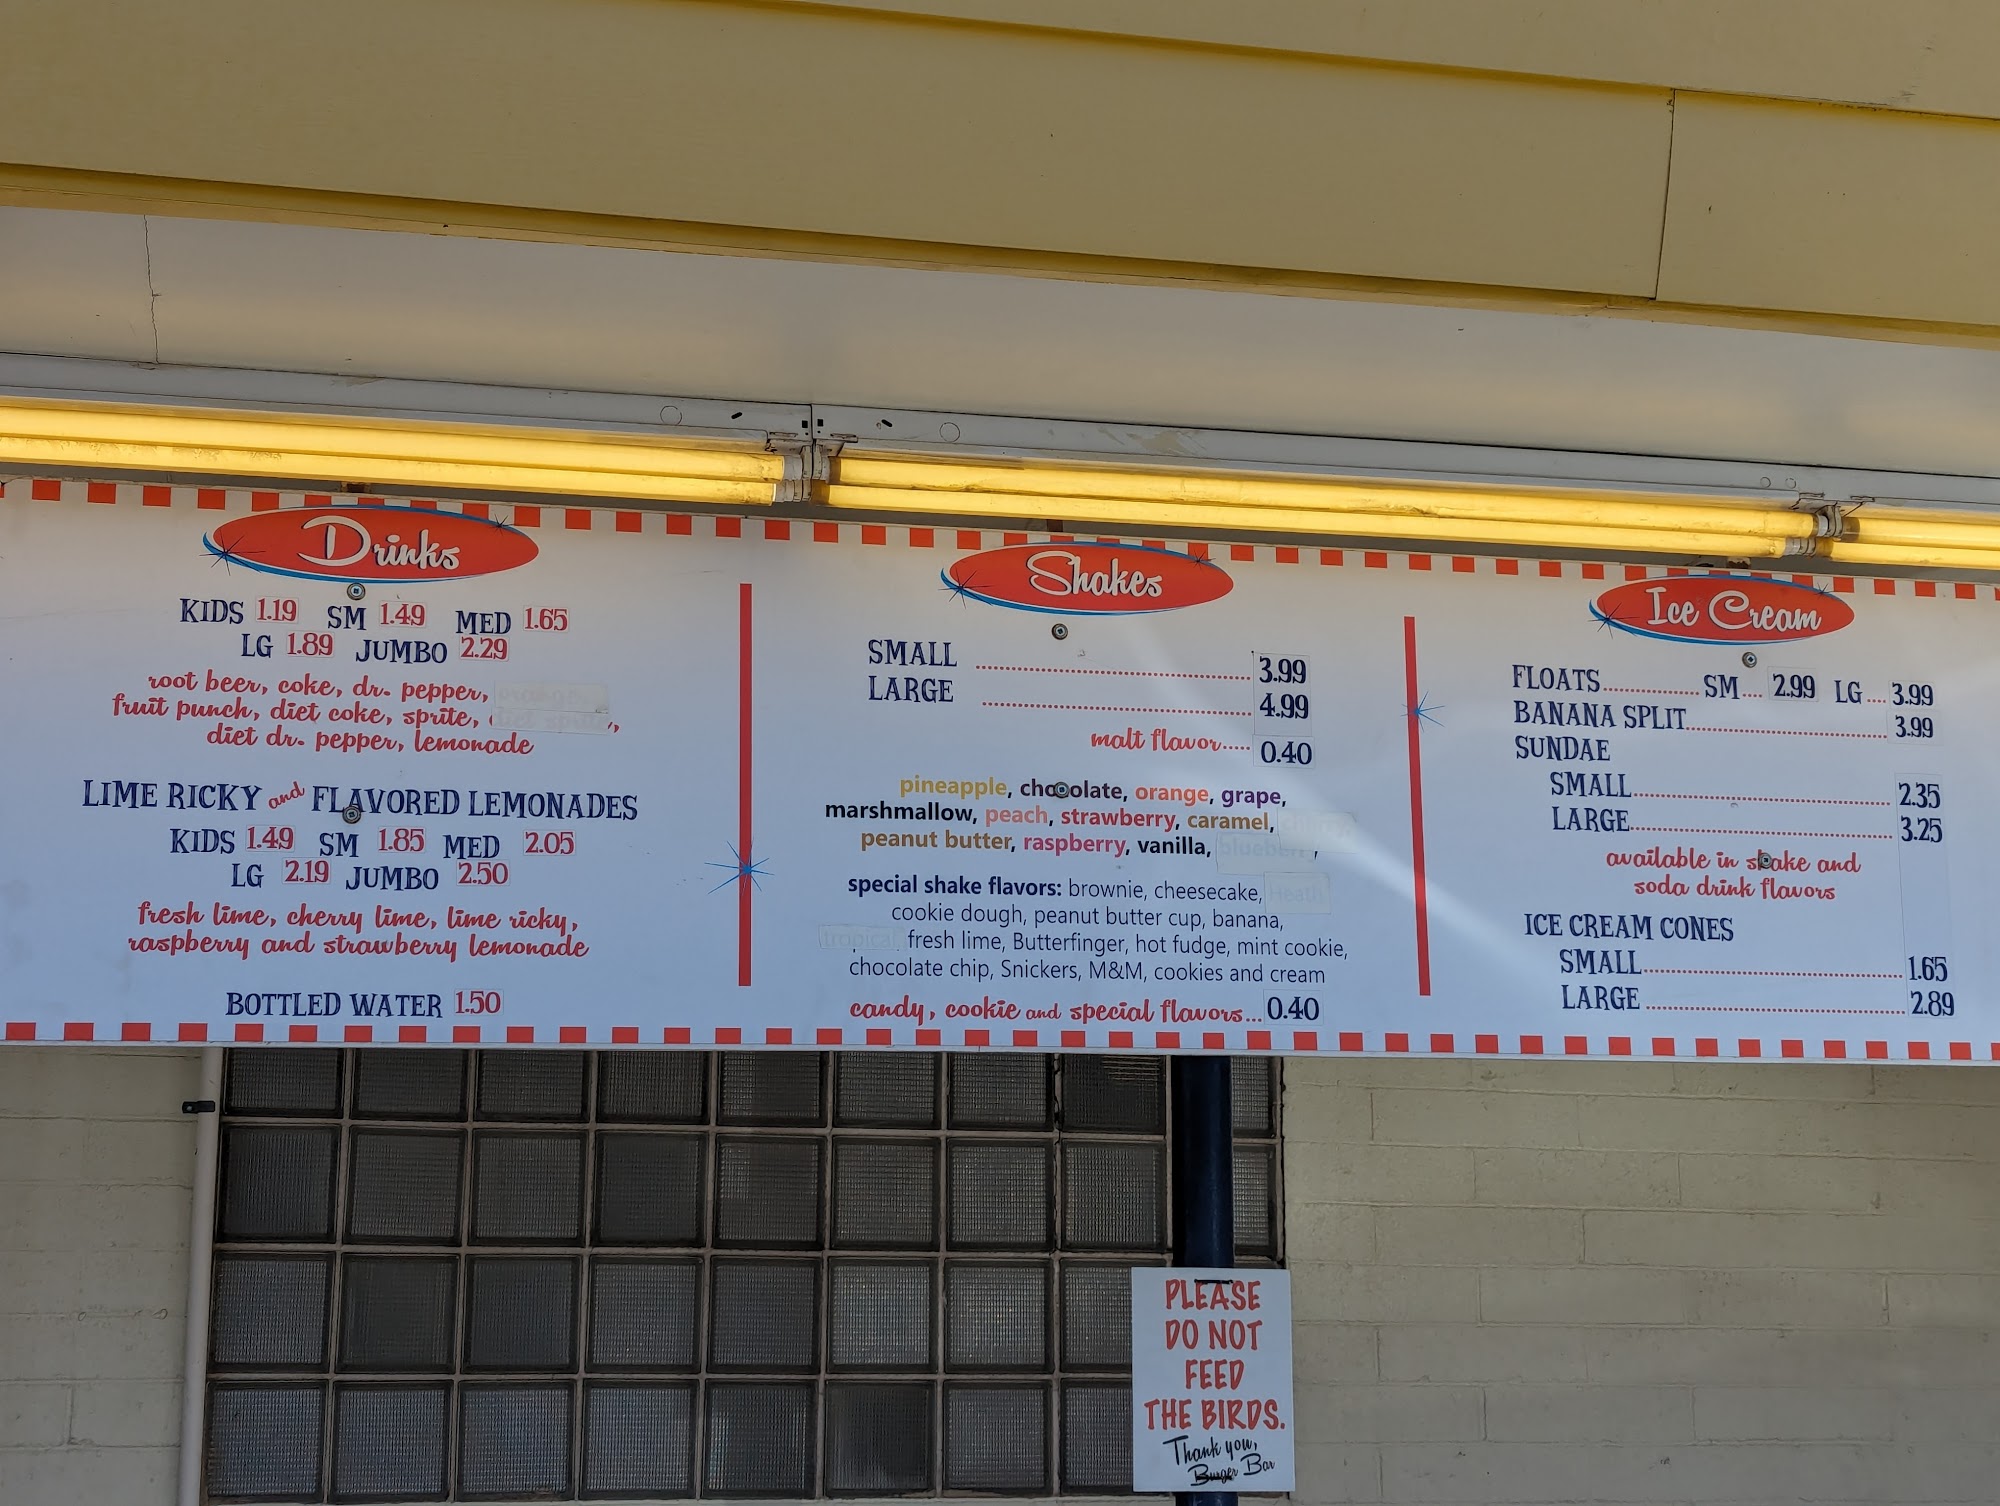 Drinks
KIDS 1.19 SM 1.49 MED 1.65
LG 1.89 JUMBO 2.29
root beer, coke, dr. pepper,
fruit punch, diet coke, sprite, diet sprite,
diet dr. pepper, lemonade
LIME RICKY and FLAVORED LEMONADES
KIDS 1.49 SM 1.85 MED 2.05
LG 2.19 JUMBO 2.50
fresh lime, cherry lime, lime ricky,
raspberry and strawberry lemonade
BOTTLED WATER 1.50
Shakes
SMALL ........ 3.99
LARGE ........ 4.99
malt flavor..... 0.40
pineapple, chocolate, orange, grape,
marshmallow, peach, strawberry, caramel,
peanut butter, raspberry, vanilla, blueberry,
special shake flavors: brownie, cheesecake, Heath
cookie dough, peanut butter cup, banana,
tropical, fresh lime, Butterfinger, hot fudge, mint cookie,
chocolate chip, Snickers, M&M, cookies and cream
candy, cookie and special flavors... 0.40
Ice Cream
FLOATS........ SM.... 2.99 LG .... 3.99
BANANA SPLIT........ 3.99
SUNDAE
SMALL........ 2.35
LARGE........ 3.25
available in shake and
soda drink flavors
ICE CREAM CONES
SMALL........ 1.65
LARGE ........ 2.89
PLEASE
DO NOT
FEED
THE BIRDS.
Thank you,
Burger Bar